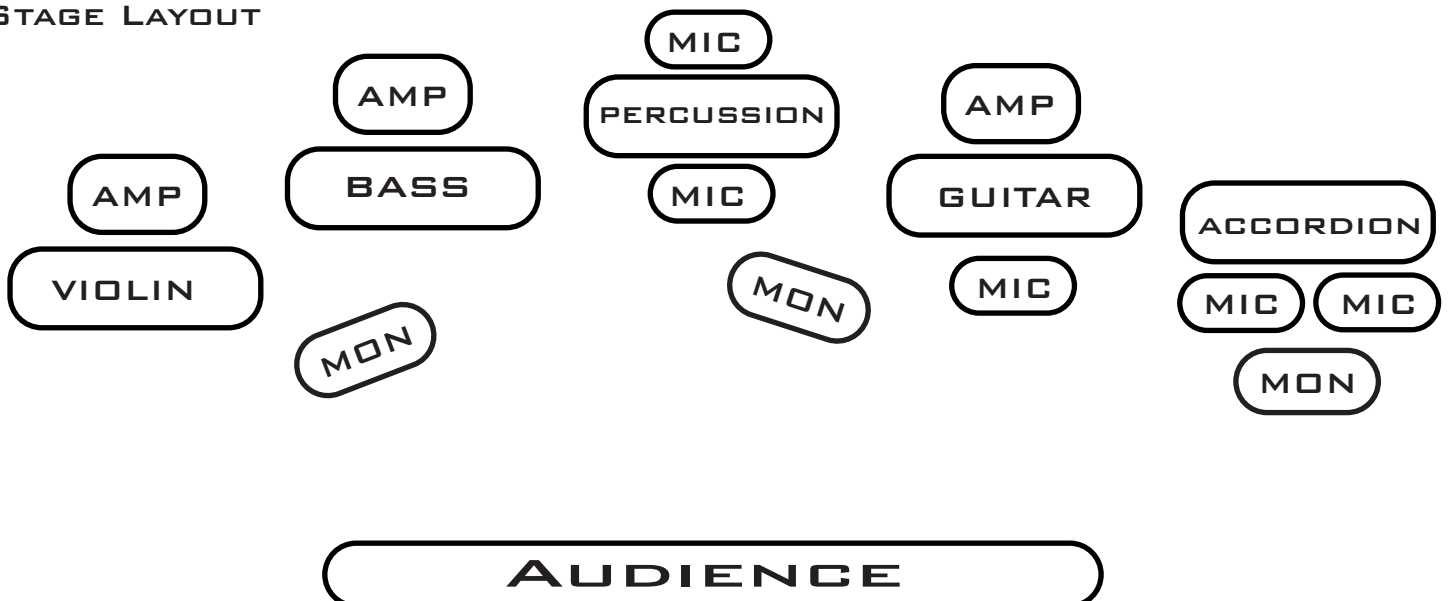 STAGE LAYOUT
MIC
AMP
AMP
PERCUSSION
AMP
BASS
MIC
GUITAR
ACCORDION
VIOLIN
MON
MIC
MIC
MIC
MON
MON
AUDIENCE